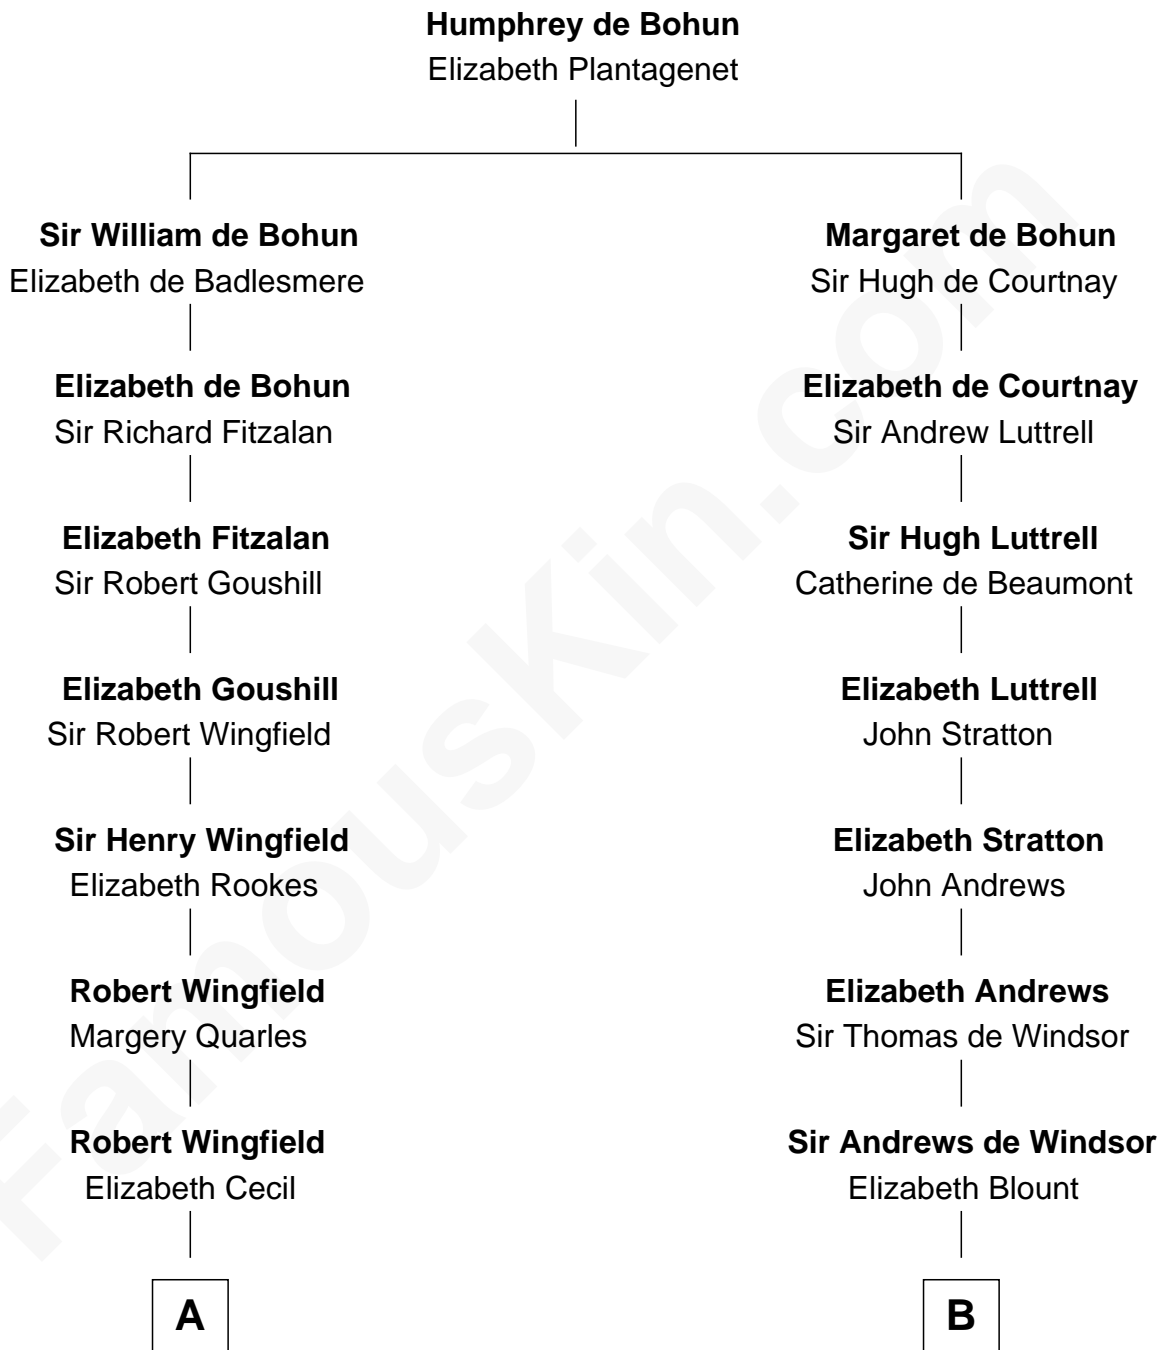 Humphrey de Bohun
Elizabeth Plantagenet
Sir William de Bohun
Elizabeth de Badlesmere
Margaret de Bohun
Sir Hugh de Courtnay
Elizabeth de Bohun
Sir Richard Fitzalan
Elizabeth de Courtnay
Sir Andrew Luttrell
Elizabeth Fitzalan
Sir Robert Goushill
Sir Hugh Luttrell
Catherine de Beaumont
Elizabeth Goushill
Sir Robert Wingfield
Elizabeth Luttrell
John Stratton
Sir Henry Wingfield
Elizabeth Rookes
Elizabeth Stratton
John Andrews
Robert Wingfield
Margery Quarles
Elizabeth Andrews
Sir Thomas de Windsor
Robert Wingfield
Elizabeth Cecil
Sir Andrews de Windsor
Elizabeth Blount
A
B
FamousKin.com